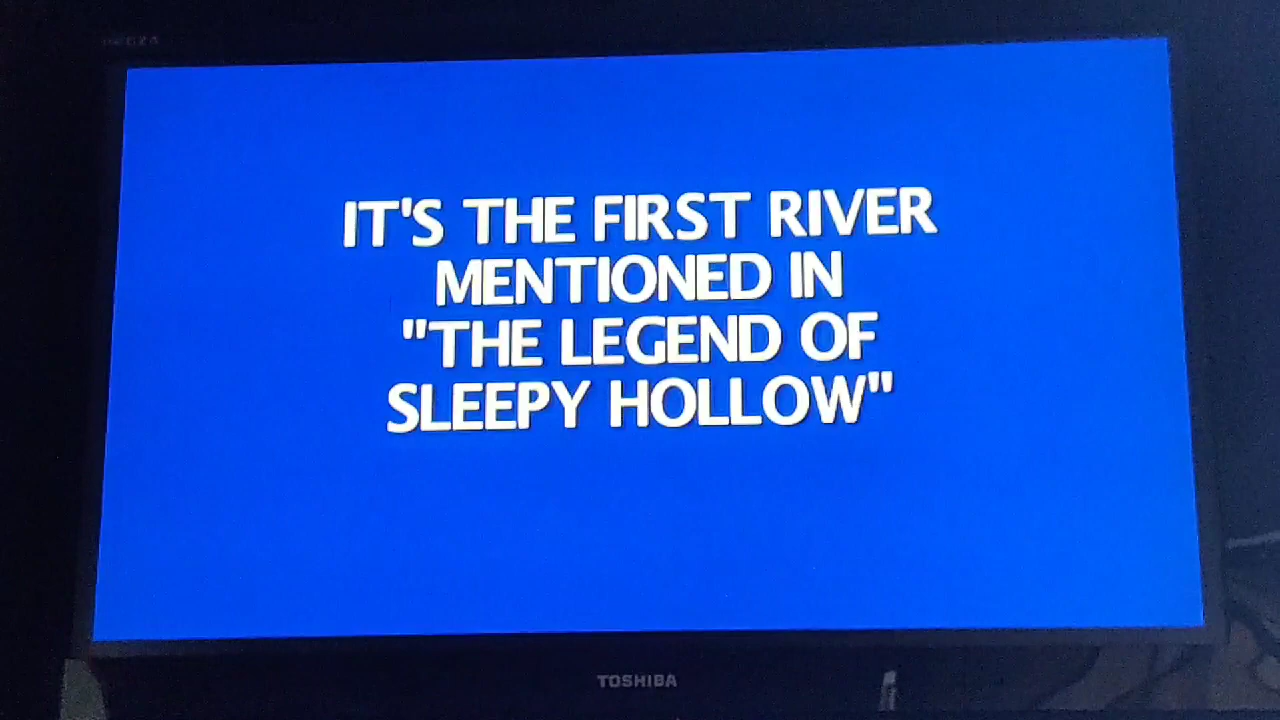 IT'S THE FIRST RIVER
MENTIONED IN
"THE LEGEND OF
SLEEPY HOLLOW"
TOSHIBA